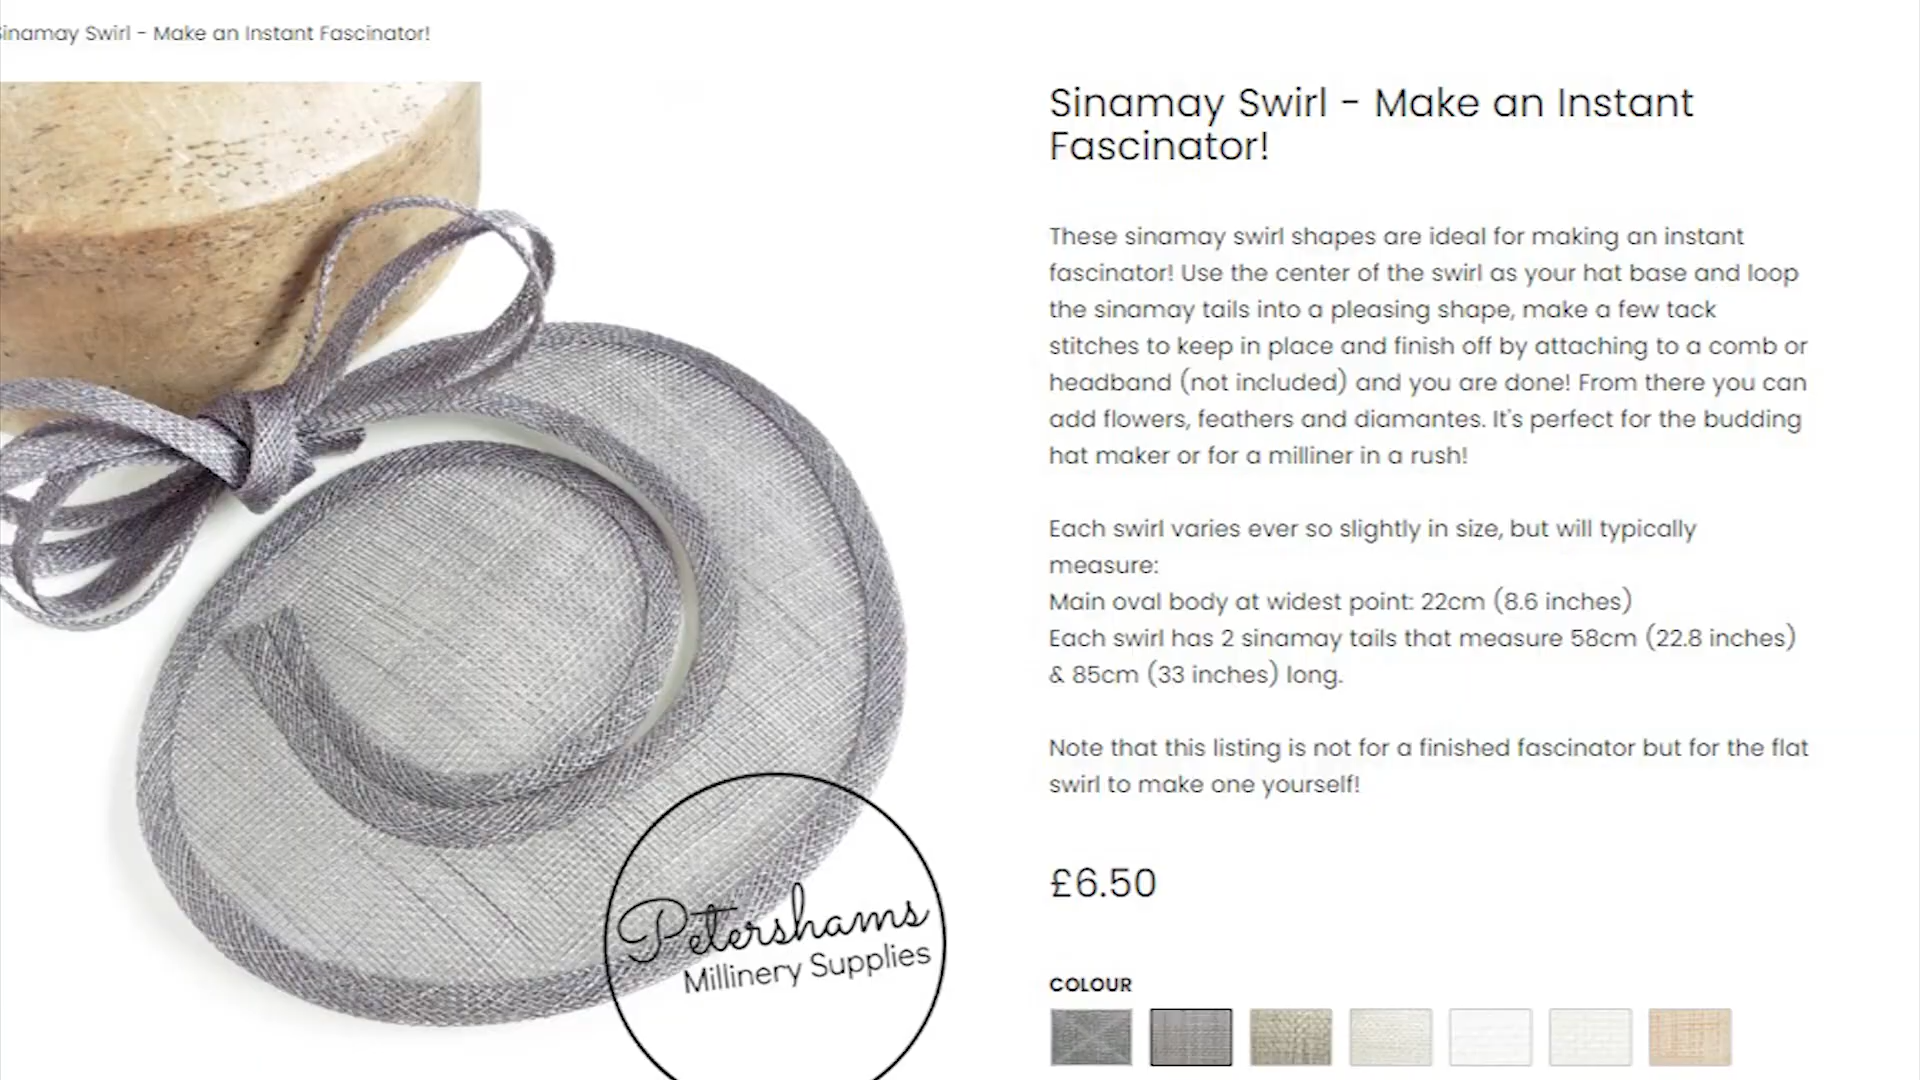 Sinamay Swirl - Make an Instant Fascinator!
Sinamay Swirl - Make an Instant
Fascinator!
These sinamay swirl shapes are ideal for making an instant
fascinator! Use the center of the swirl as your hat base and loop
the sinamay tails into a pleasing shape, make a few tack
stitches to keep in place and finish off by attaching to a comb or
headband (not included) and you are done! From there you can
add flowers, feathers and diamantes. It's perfect for the budding
hat maker or for a milliner in a rush!
Each swirl varies ever so slightly in size, but will typically
measure:
Main oval body at widest point: 22cm (8.6 inches)
Each swirl has 2 sinamay tails that measure 58cm (22.8 inches)
& 85cm (33 inches) long.
Note that this listing is not for a finished fascinator but for the flat
swirl to make one yourself!
£6.50
COLOUR
Petershams
Millinery Supplies